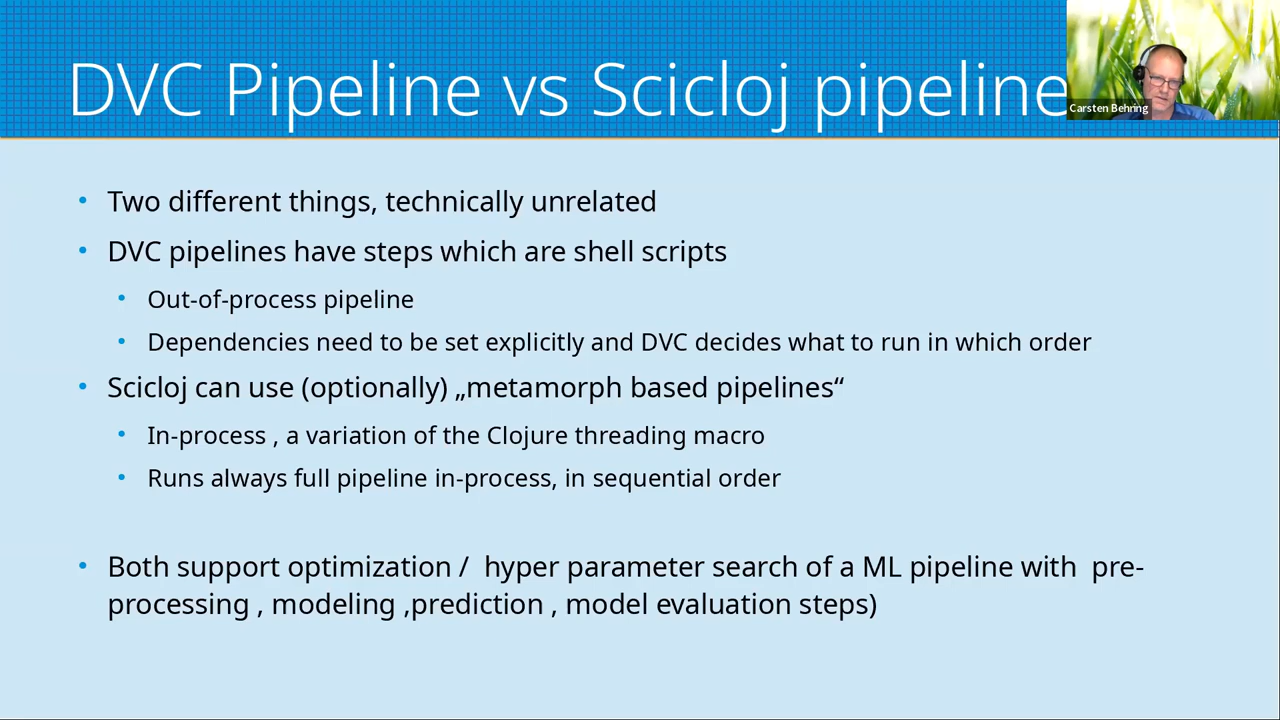 DVC Pipeline vs Scicloj pipeline
Carsten Behring
• Two different things, technically unrelated
• DVC pipelines have steps which are shell scripts
• Out-of-process pipeline
• Dependencies need to be set explicitly and DVC decides what to run in which order
• Scicloj can use (optionally) „metamorph based pipelines“
• In-process , a variation of the Clojure threading macro
• Runs always full pipeline in-process, in sequential order
• Both support optimization /  hyper parameter search of a ML pipeline with  pre-
processing , modeling ,prediction , model evaluation steps)